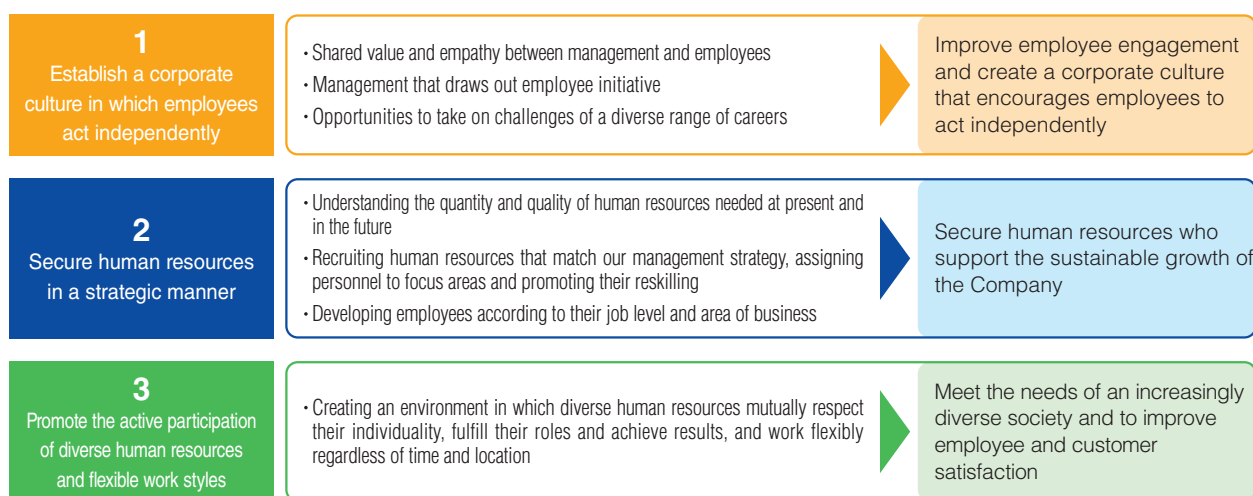 1
Establish a corporate
culture in which employees
act independently
・Shared value and empathy between management and employees
・Management that draws out employee initiative
・Opportunities to take on challenges of a diverse range of careers
Improve employee engagement
and create a corporate culture
that encourages employees to
act independently
2
Secure human resources
in a strategic manner
・Understanding the quantity and quality of human resources needed at present and
in the future
・Recruiting human resources that match our management strategy, assigning
personnel to focus areas and promoting their reskilling
・Developing employees according to their job level and area of business
Secure human resources who
support the sustainable growth of
the Company
3
Promote the active participation
of diverse human resources
and flexible work styles
・Creating an environment in which diverse human resources mutually respect
their individuality, fulfill their roles and achieve results, and work flexibly
regardless of time and location
Meet the needs of an increasingly
diverse society and to improve
employee and customer
satisfaction